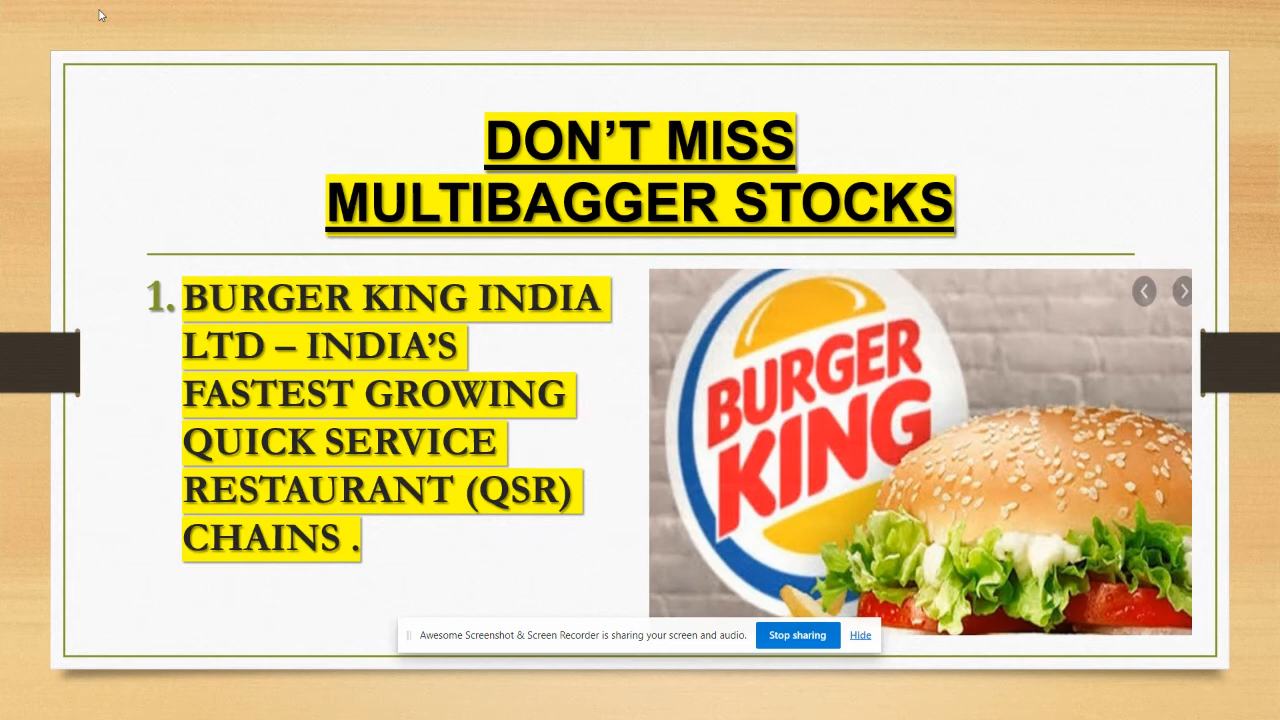 DON’T MISS
MULTIBAGGER STOCKS
1. BURGER KING INDIA
LTD – INDIA’S
FASTEST GROWING
QUICK SERVICE
RESTAURANT (QSR)
CHAINS .
BURGER
KING
Awesome Screenshot & Screen Recorder is sharing your screen and audio. Stop sharing Hide